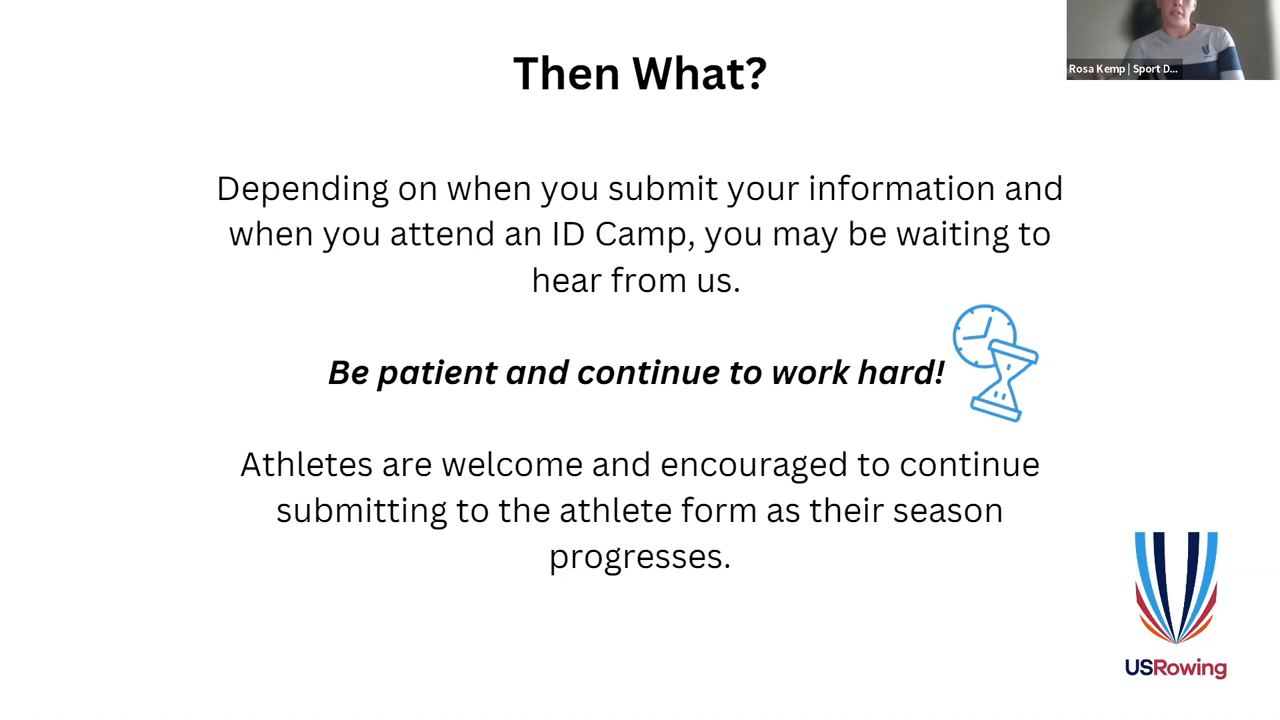 Then What?
Rosa Kemp | Sport D...
Depending on when you submit your information and
when you attend an ID Camp, you may be waiting to
hear from us.
Be patient and continue to work hard!
Athletes are welcome and encouraged to continue
submitting to the athlete form as their season
progresses.
USRowing